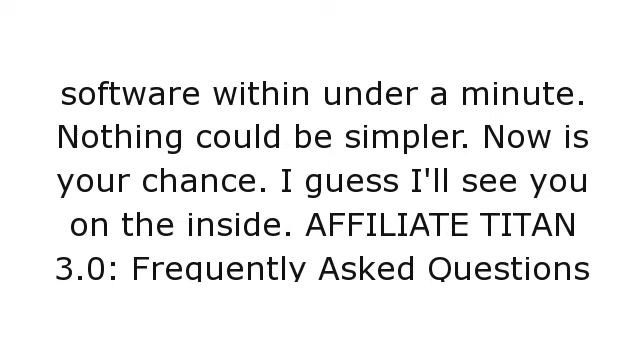 software within under a minute.
Nothing could be simpler. Now is
your chance. I guess I'll see you
on the inside. AFFILIATE TITAN
3.0: Frequently Asked Questions